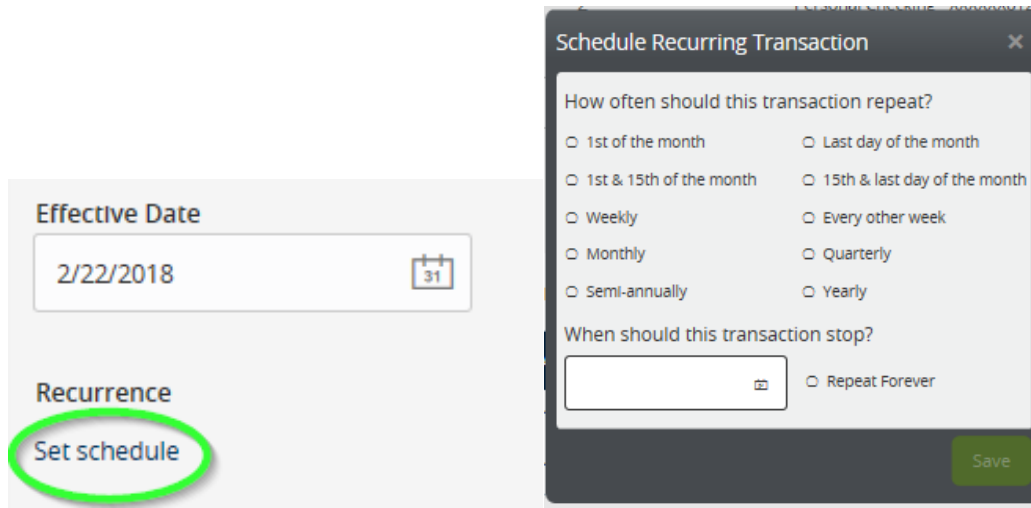 Effective Date
2/22/2018
31
Recurrence
Set schedule
Personal Checking
Schedule Recurring Transaction
How often should this transaction repeat?
1st of the month
Last day of the month
1st & 15th of the month
15th & last day of the month
Weekly
Every other week
Monthly
Quarterly
Semi-annually
Yearly
When should this transaction stop?
Repeat Forever
Save